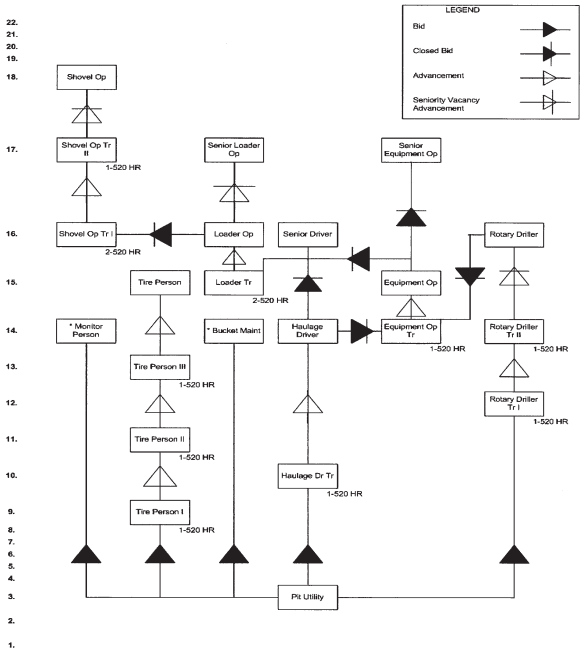 LEGEND
Bid
Closed Bid
Advancement
Seniority Vacancy
Advancement
22.
21.
20.
19.
18.
Shovel Op
17.
Shovel Op Tr
II
1-520 HR
Senior Loader
Op
Senior
Equipment Op
16.
Shovel Op Tr I
2-520 HR
Loader Op
Senior Driver
Rotary Driller
15.
Tire Person
Loader Tr
2-520 HR
Equipment Op
14.
* Monitor
Person
* Bucket Maint
Haulage
Driver
Equipment Op
Tr
1-520 HR
Rotary Driller
Tr II
1-520 HR
13.
Tire Person III
1-520 HR
12.
Rotary Driller
Tr I
1-520 HR
11.
Tire Person II
1-520 HR
10.
Haulage Dr Tr
1-520 HR
9.
Tire Person I
1-520 HR
8.
7.
6.
5.
4.
3.
Pit Utility
2.
1.